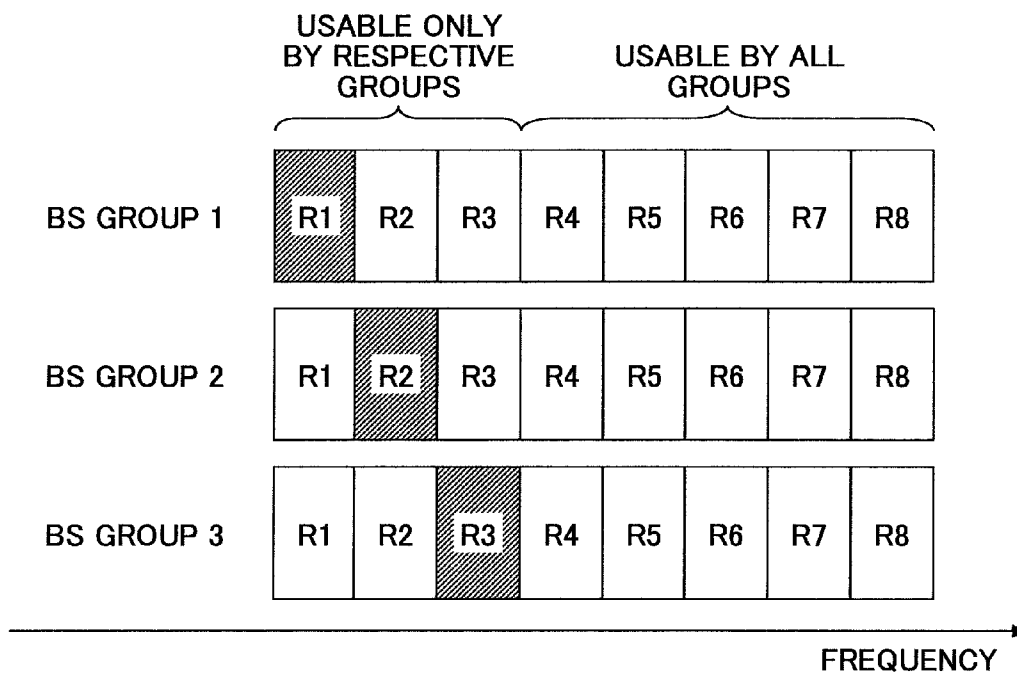 USABLE ONLY
BY RESPECTIVE
GROUPS
USABLE BY ALL
GROUPS
BS GROUP 1 R1 R2 R3 R4 R5 R6 R7 R8
BS GROUP 2 R1 R2 R3 R4 R5 R6 R7 R8
BS GROUP 3 R1 R2 R3 R4 R5 R6 R7 R8
FREQUENCY